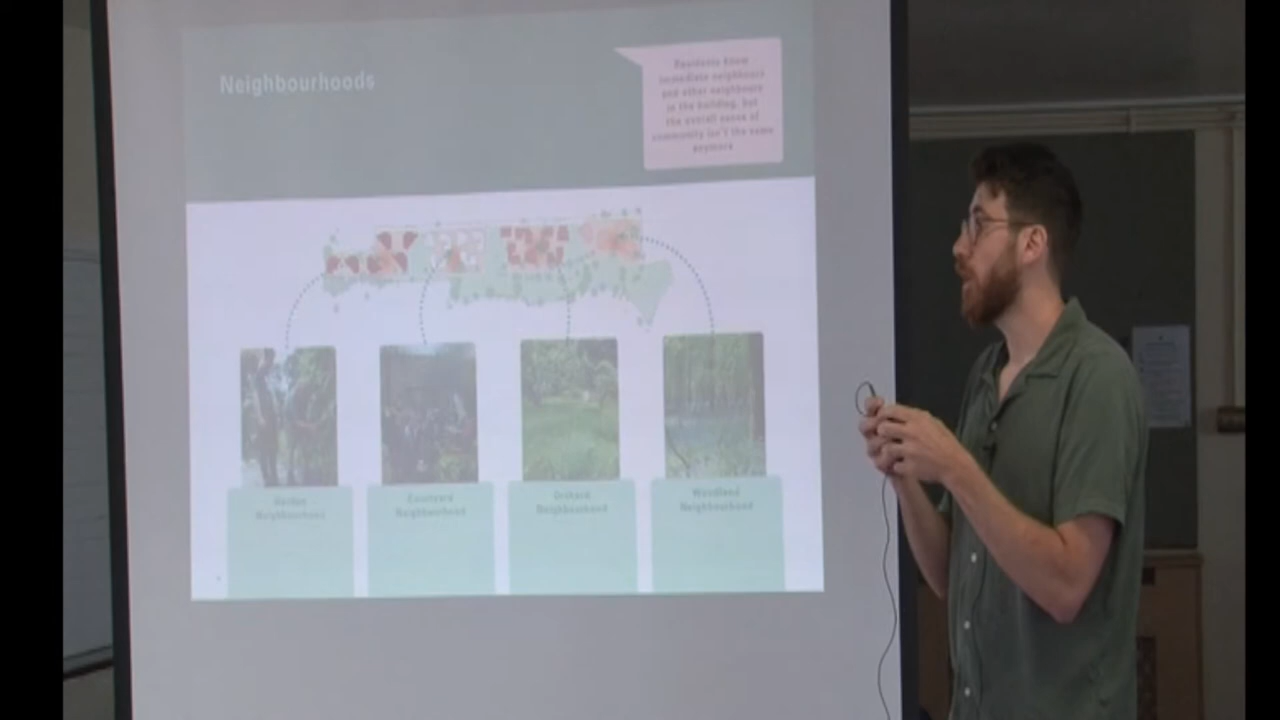 Neighbourhoods
Residents know
immediate neighbours
and other neighbours
in the building, but
the overall sense of
community isn't the same
anymore
Garden
Neighbourhood
Courtyard
Neighbourhood
Orchard
Neighbourhood
Woodland
Neighbourhood